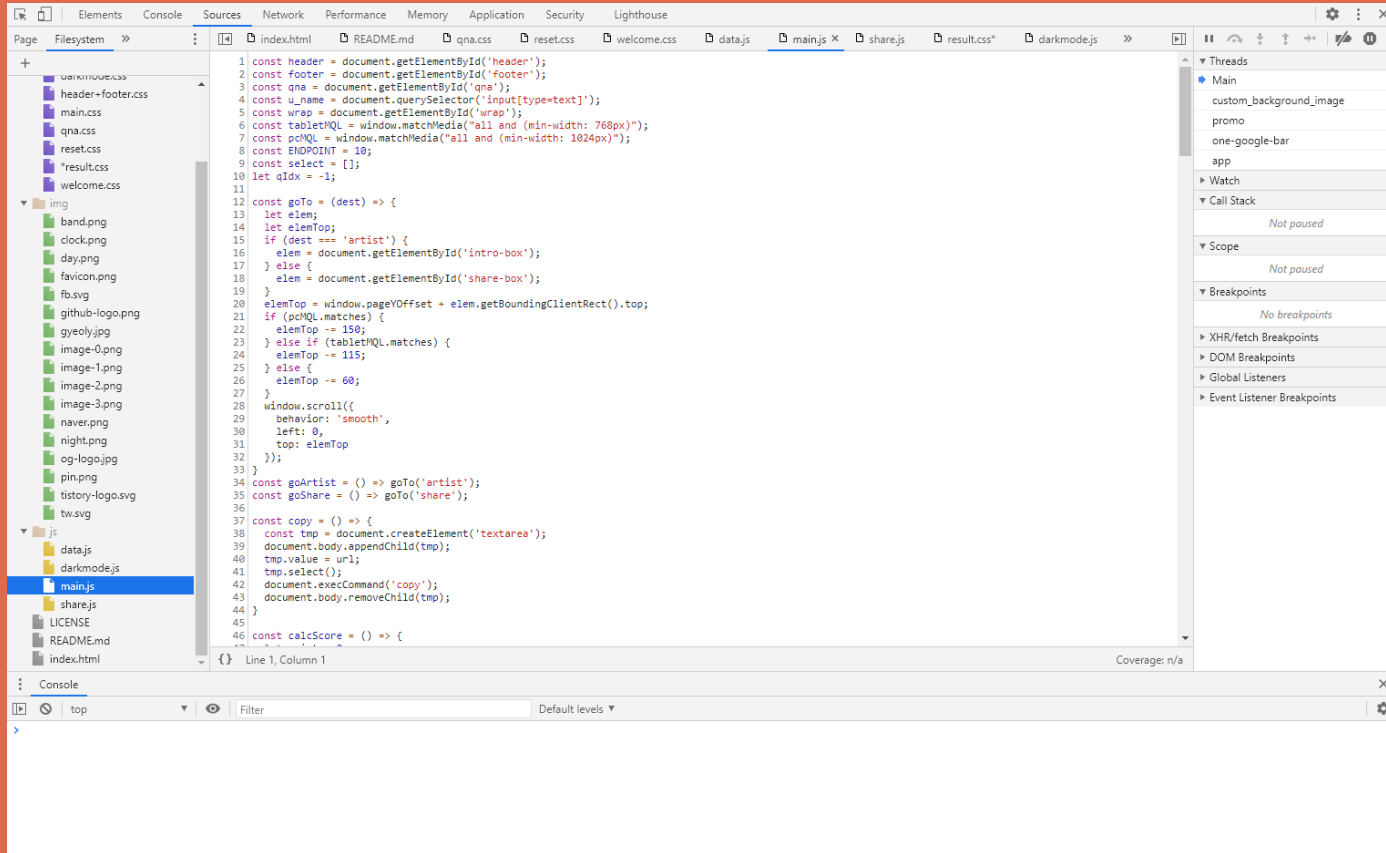 Elements Console Sources Network Performance Memory Application Security Lighthouse
Page Filesystem » index.html README.md qna.css reset.css welcome.css data.js main.js × share.js result.css* darkmode.js »
darkmode.css
header+footer.css
main.css
qna.css
reset.css
*result.css
welcome.css
img
band.png
clock.png
day.png
favicon.png
fb.svg
github-logo.png
gyeoly.jpg
image-0.png
image-1.png
image-2.png
image-3.png
naver.png
night.png
og-logo.jpg
pin.png
tistory-logo.svg
tw.svg
js
data.js
darkmode.js
main.js
share.js
LICENSE
README.md
index.html
1 const header = document.getElementById('header');
2 const footer = document.getElementById('footer');
3 const qna = document.getElementById('qna');
4 const u_name = document.querySelector('input[type=text]');
5 const wrap = document.getElementById('wrap');
6 const tabletMQL = window.matchMedia("all and (min-width: 768px)");
7 const pcMQL = window.matchMedia("all and (min-width: 1024px)");
8 const ENDPOINT = 10;
9 const select = [];
10 let qIdx = -1;
11
12 const goTo = (dest) => {
13   let elem;
14   let elemTop;
15   if (dest === 'artist') {
16     elem = document.getElementById('intro-box');
17   } else {
18     elem = document.getElementById('share-box');
19   }
20   elemTop = window.pageYOffset + elem.getBoundingClientRect().top;
21   if (pcMQL.matches) {
22     elemTop -= 150;
23   } else if (tabletMQL.matches) {
24     elemTop -= 115;
25   } else {
26     elemTop -= 60;
27   }
28   window.scroll({
29     behavior: 'smooth',
30     left: 0,
31     top: elemTop
32   });
33 }
34 const goArtist = () => goTo('artist');
35 const goShare = () => goTo('share');
36
37 const copy = () => {
38   const tmp = document.createElement('textarea');
39   document.body.appendChild(tmp);
40   tmp.value = url;
41   tmp.select();
42   document.execCommand('copy');
43   document.body.removeChild(tmp);
44 }
45
46 const calcScore = () => {
{} Line 1, Column 1 Coverage: n/a
Threads
Main
custom_background_image
promo
one-google-bar
app
Watch
Call Stack
Not paused
Scope
Not paused
Breakpoints
No breakpoints
XHR/fetch Breakpoints
DOM Breakpoints
Global Listeners
Event Listener Breakpoints
Console
top Filter Default levels
>